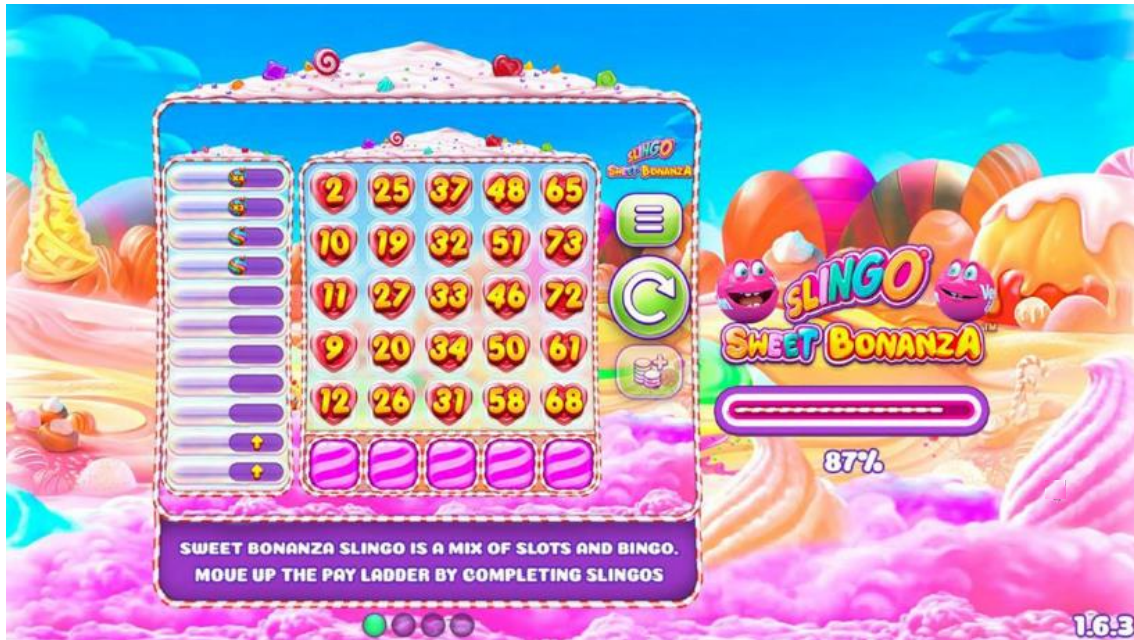 SLINGO
SWEET BONANZA
2 25 37 48 65
10 19 32 51 73
11 27 33 46 72
9 20 34 50 61
12 26 31 58 68
SLINGO
SWEET BONANZA™
87%
SWEET BONANZA SLINGO IS A MIX OF SLOTS AND BINGO.
MOVE UP THE PAY LADDER BY COMPLETING SLINGOS
1.6.3